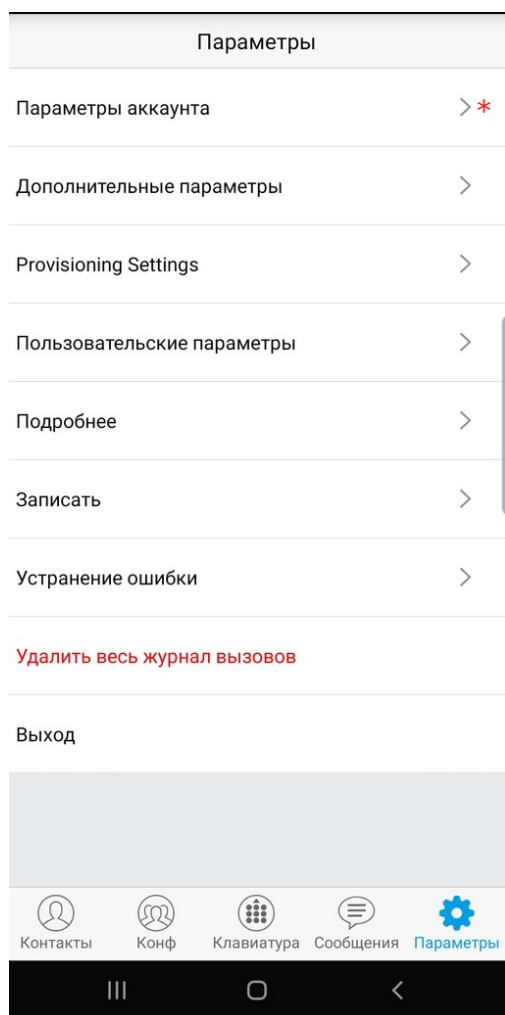 Параметры
Параметры аккаунта
*
Дополнительные параметры
Provisioning Settings
Пользовательские параметры
Подробнее
Записать
Устранение ошибки
Удалить весь журнал вызовов
Выход
Контакты
Конф
Клавиатура
Сообщения
Параметры